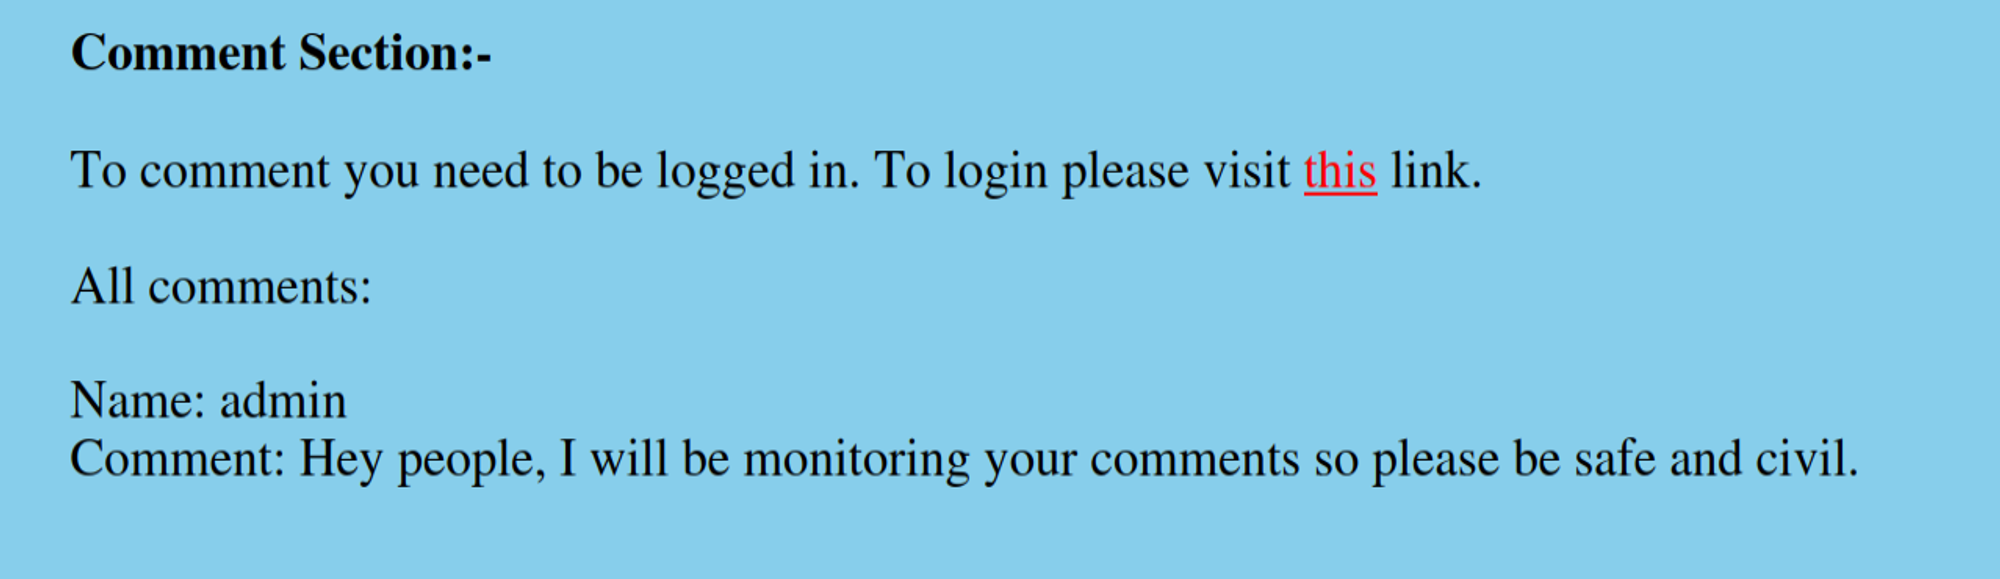 Comment Section:-
To comment you need to be logged in. To login please visit this link.
All comments:
Name: admin
Comment: Hey people, I will be monitoring your comments so please be safe and civil.